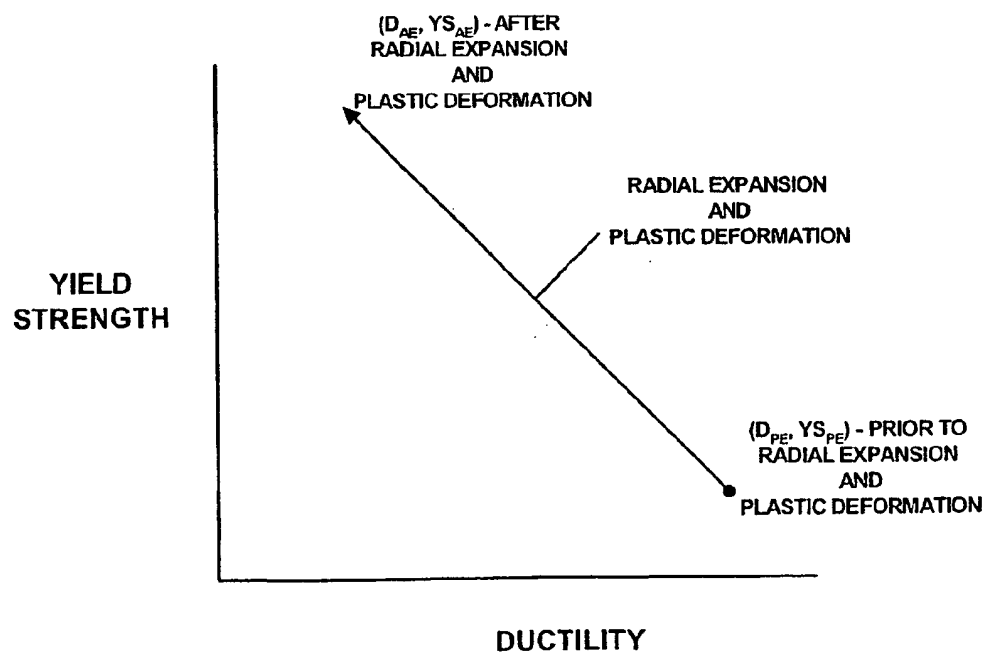 (D_AE, YS_AE) - AFTER
RADIAL EXPANSION
AND
PLASTIC DEFORMATION
RADIAL EXPANSION
AND
PLASTIC DEFORMATION
YIELD
STRENGTH
(D_PE, YS_PE) - PRIOR TO
RADIAL EXPANSION
AND
PLASTIC DEFORMATION
DUCTILITY